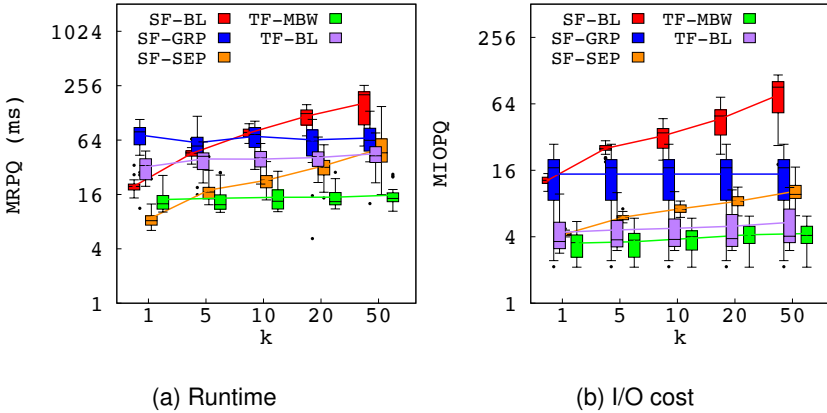 SF-BL TF-MBW
SF-GRP TF-BL
SF-SEP
1024
256
64
16
4
1
MRPQ (ms)
1 5 10 20 50
k
(a) Runtime
SF-BL TF-MBW
SF-GRP TF-BL
SF-SEP
256
64
16
4
1
MIOPQ
1 5 10 20 50
k
(b) I/O cost